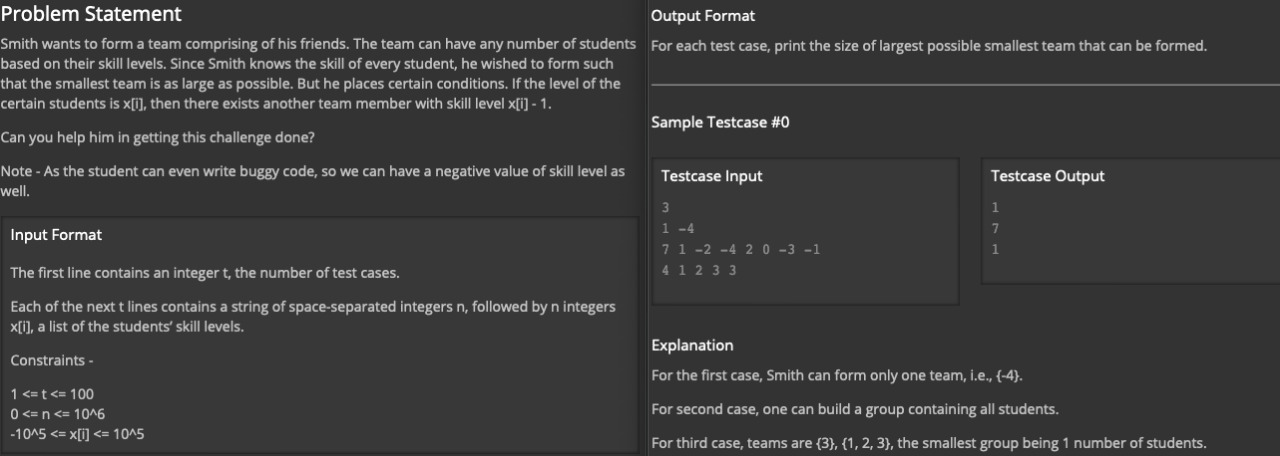 Problem Statement
Smith wants to form a team comprising of his friends. The team can have any number of students
based on their skill levels. Since Smith knows the skill of every student, he wished to form such
that the smallest team is as large as possible. But he places certain conditions. If the level of the
certain students is x[i], then there exists another team member with skill level x[i] - 1.
Can you help him in getting this challenge done?
Note - As the student can even write buggy code, so we can have a negative value of skill level as
well.
Input Format
The first line contains an integer t, the number of test cases.
Each of the next t lines contains a string of space-separated integers n, followed by n integers
x[i], a list of the students' skill levels.
Constraints -
1 <= t <= 100
0 <= n <= 10^6
-10^5 <= x[i] <= 10^5
Output Format
For each test case, print the size of largest possible smallest team that can be formed.
Sample Testcase #0
Testcase Input
3
1 -4
7 1 -2 -4 2 0 -3 -1
4 1 2 3 3
Testcase Output
1
7
1
Explanation
For the first case, Smith can form only one team, i.e., {-4}.
For second case, one can build a group containing all students.
For third case, teams are {3}, {1, 2, 3}, the smallest group being 1 number of students.